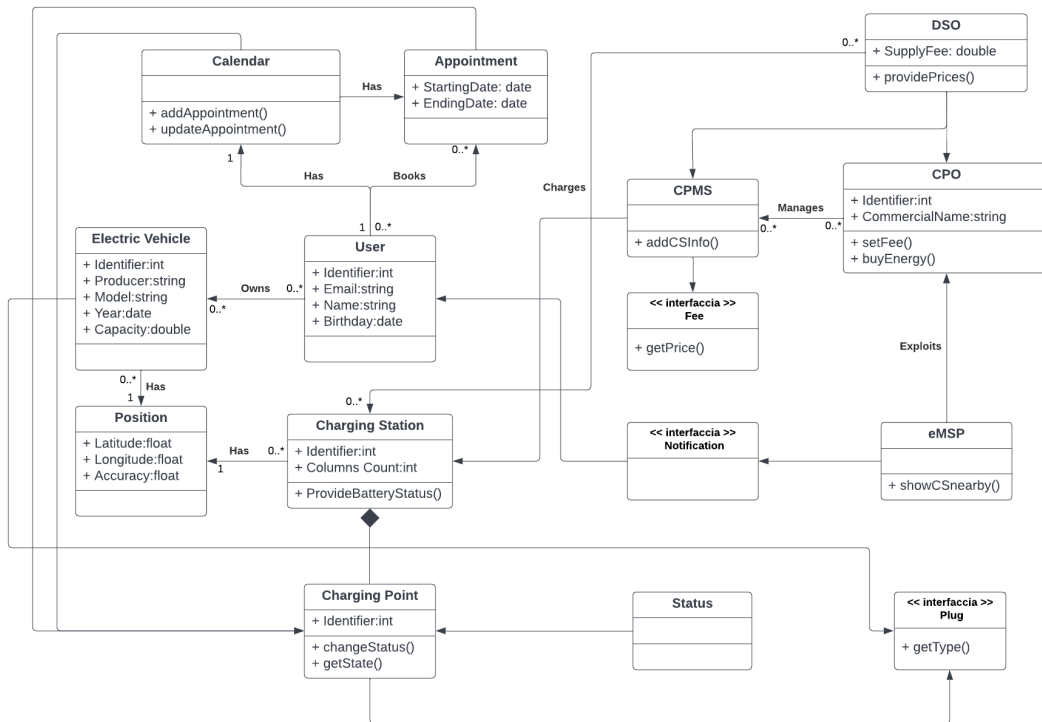 DSO
+ SupplyFee: double
+ providePrices()
0..*
Calendar
+ addAppointment()
+ updateAppointment()
Has
Appointment
+ StartingDate: date
+ EndingDate: date
1
0..*
Has
Books
Charges
1
0..*
CPMS
+ addCSInfo()
Manages
0..*
0..*
CPO
+ Identifier:int
+ CommercialName:string
+ setFee()
+ buyEnergy()
Electric Vehicle
+ Identifier:int
+ Producer:string
+ Model:string
+ Year:date
+ Capacity:double
Owns
0..*
0..*
User
+ Identifier:int
+ Email:string
+ Name:string
+ Birthday:date
<< interfaccia >>
Fee
+ getPrice()
Exploits
0..*
Has
1
0..*
Position
+ Latitude:float
+ Longitude:float
+ Accuracy:float
Has
0..*
1
Charging Station
+ Identifier:int
+ Columns Count:int
+ ProvideBatteryStatus()
<< interfaccia >>
Notification
eMSP
+ showCSnearby()
Charging Point
+ Identifier:int
+ changeStatus()
+ getState()
Status
<< interfaccia >>
Plug
+ getType()